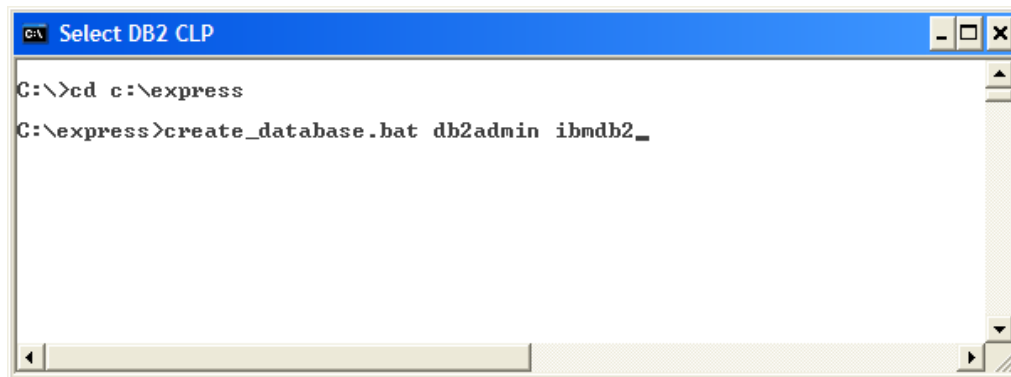 C:\ Select DB2 CLP
C:\>cd c:\express
C:\express>create_database.bat db2admin ibmdb2_